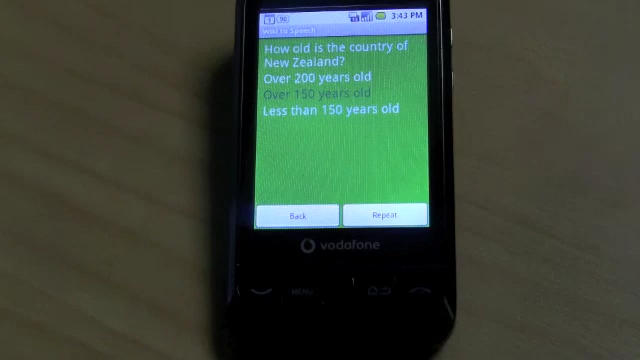 3:43 PM
Wiki to Speech
How old is the country of
New Zealand?
Over 200 years old
Over 150 years old
Less than 150 years old
Back Repeat
vodafone
MENU